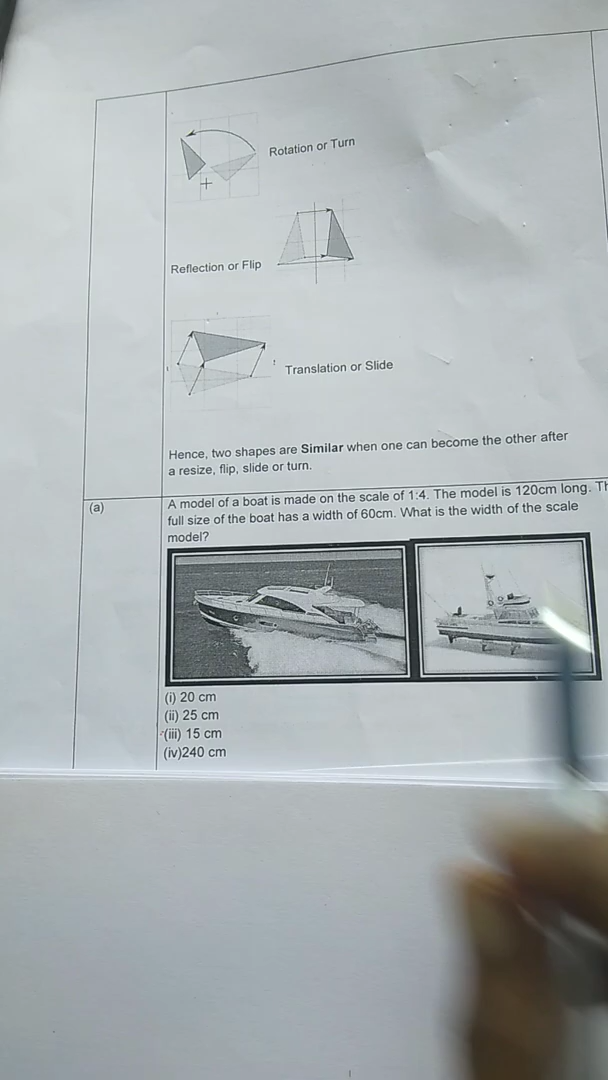 Rotation or Turn
Reflection or Flip
Translation or Slide
Hence, two shapes are Similar when one can become the other after
a resize, flip, slide or turn.
(a)
A model of a boat is made on the scale of 1:4. The model is 120cm long.
full size of the boat has a width of 60cm. What is the width of the scale
model?
(i) 20 cm
(ii) 25 cm
(iii) 15 cm
(iv)240 cm